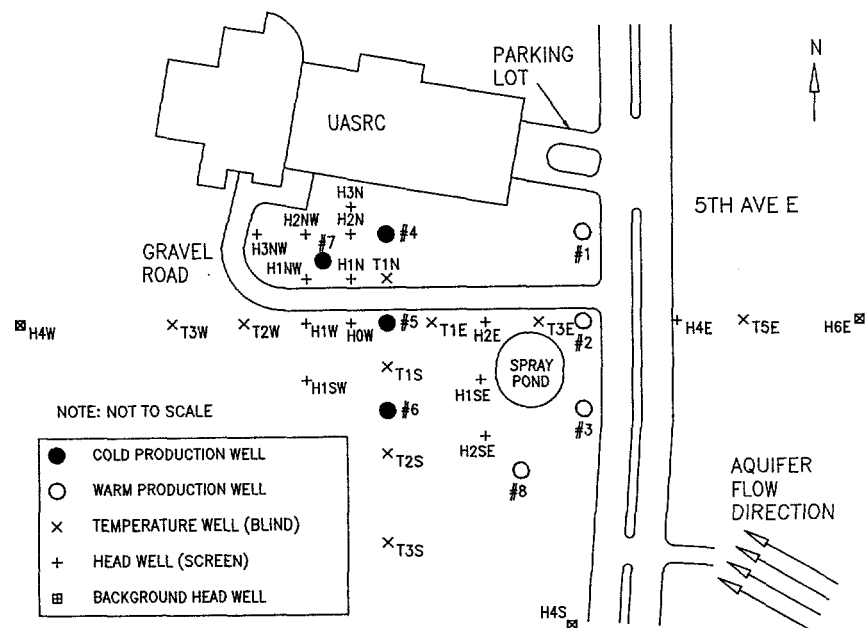 PARKING
LOT
N
UASRC
5TH AVE E
H3N
H2NW
H2N
#4
#1
#7
H3NW
GRAVEL
ROAD
H1NW
H1N
T1N
H4W
T3W
T2W
H1W
H0W
#5
T1E
H2E
T3E
#2
H4E
T5E
H6E
SPRAY
POND
T1S
H1SW
H1SE
NOTE: NOT TO SCALE
#6
#3
H2SE
COLD PRODUCTION WELL
T2S
#8
WARM PRODUCTION WELL
AQUIFER
FLOW
DIRECTION
TEMPERATURE WELL (BLIND)
T3S
HEAD WELL (SCREEN)
BACKGROUND HEAD WELL
H4S